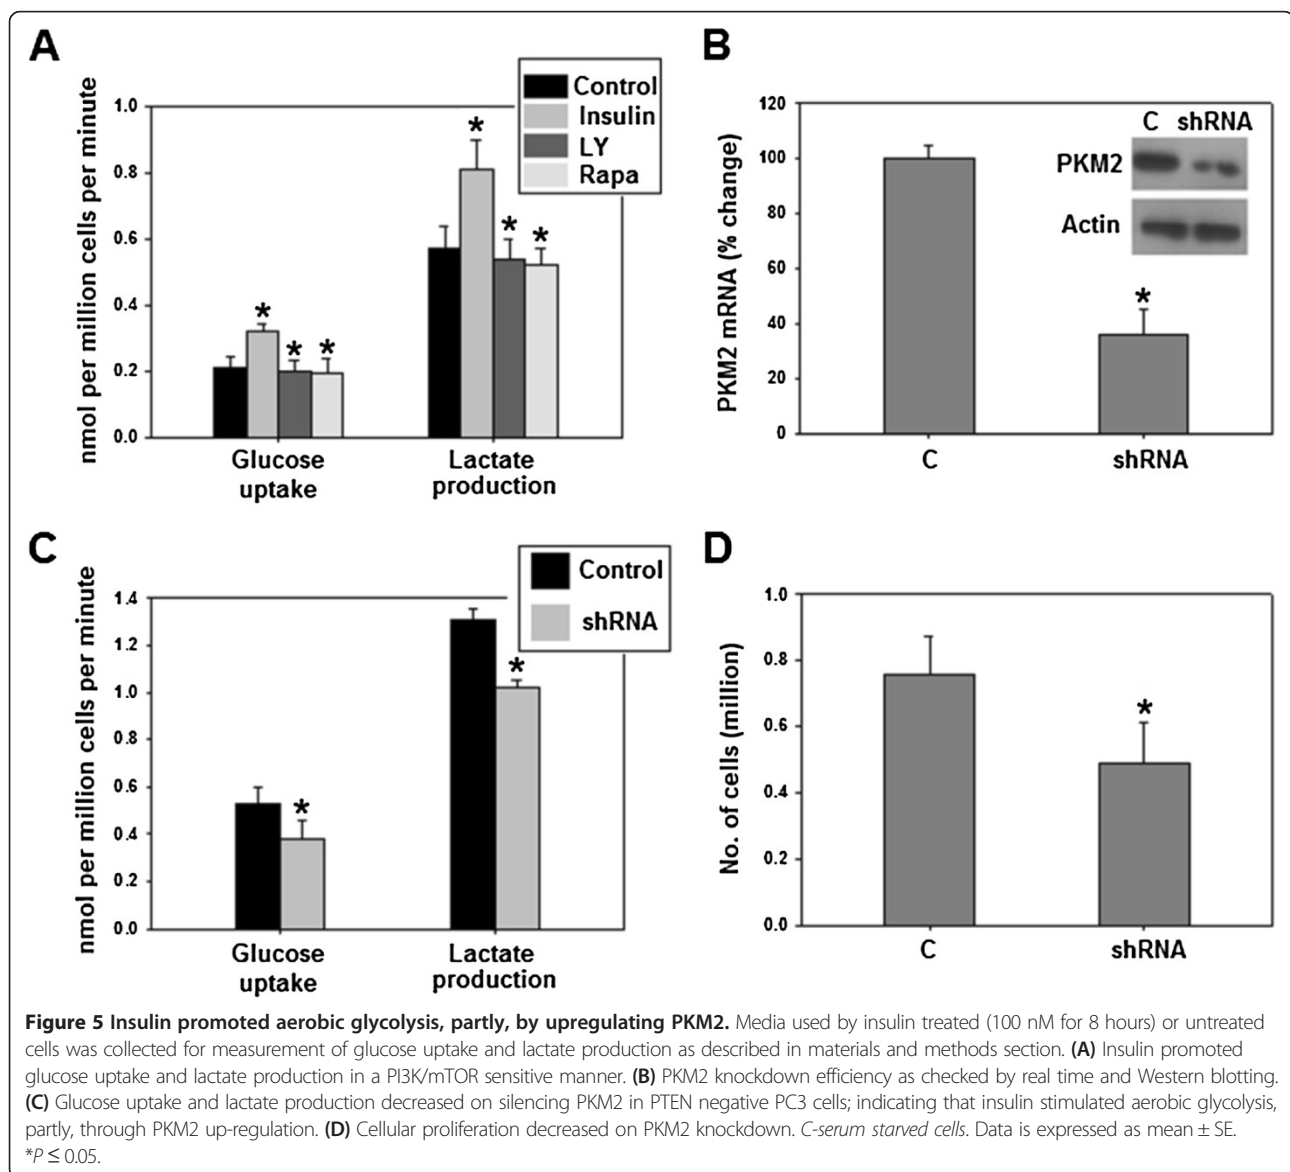 A
Control
Insulin
LY
Rapa
nmol per million cells per minute
1.0
0.8
0.6
0.4
0.2
0.0
*
*
*
*
*
*
Glucose uptake
Lactate production
B
PKM2 mRNA (% change)
120
100
80
60
40
20
0
C shRNA
PKM2
Actin
*
C
shRNA
C
Control
shRNA
nmol per million cells per minute
1.4
1.2
1.0
0.8
0.6
0.4
0.2
0.0
*
*
Glucose uptake
Lactate production
D
No. of cells (million)
1.0
0.8
0.6
0.4
0.2
0.0
*
C
shRNA
Figure 5 Insulin promoted aerobic glycolysis, partly, by upregulating PKM2. Media used by insulin treated (100 nM for 8 hours) or untreated
cells was collected for measurement of glucose uptake and lactate production as described in materials and methods section. (A) Insulin promoted
glucose uptake and lactate production in a PI3K/mTOR sensitive manner. (B) PKM2 knockdown efficiency as checked by real time and Western blotting.
(C) Glucose uptake and lactate production decreased on silencing PKM2 in PTEN negative PC3 cells; indicating that insulin stimulated aerobic glycolysis,
partly, through PKM2 up-regulation. (D) Cellular proliferation decreased on PKM2 knockdown. C-serum starved cells. Data is expressed as mean ± SE.
*P ≤ 0.05.